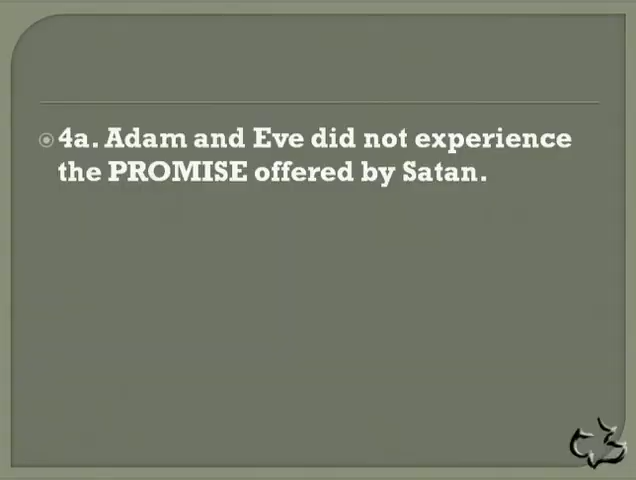 4a. Adam and Eve did not experience
the PROMISE offered by Satan.